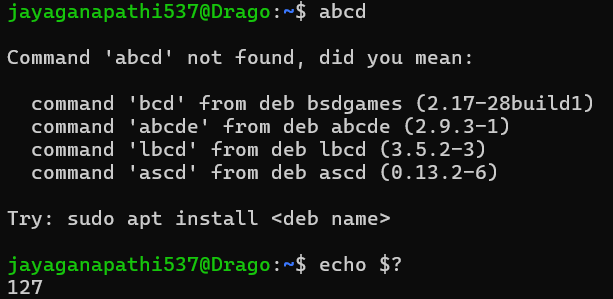 jayaganapathi537@Drago:~$ abcd
Command 'abcd' not found, did you mean:
command 'bcd' from deb bsdgames (2.17-28build1)
command 'abcde' from deb abcde (2.9.3-1)
command 'lbcd' from deb lbcd (3.5.2-3)
command 'ascd' from deb ascd (0.13.2-6)
Try: sudo apt install <deb name>
jayaganapathi537@Drago:~$ echo $?
127